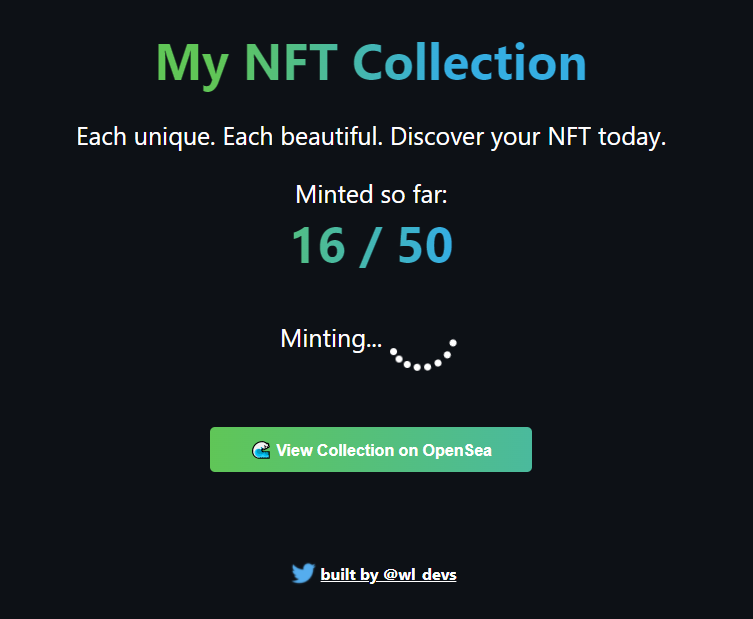 My NFT Collection
Each unique. Each beautiful. Discover your NFT today.
Minted so far:
16 / 50
Minting...
View Collection on OpenSea
built by @wl_devs